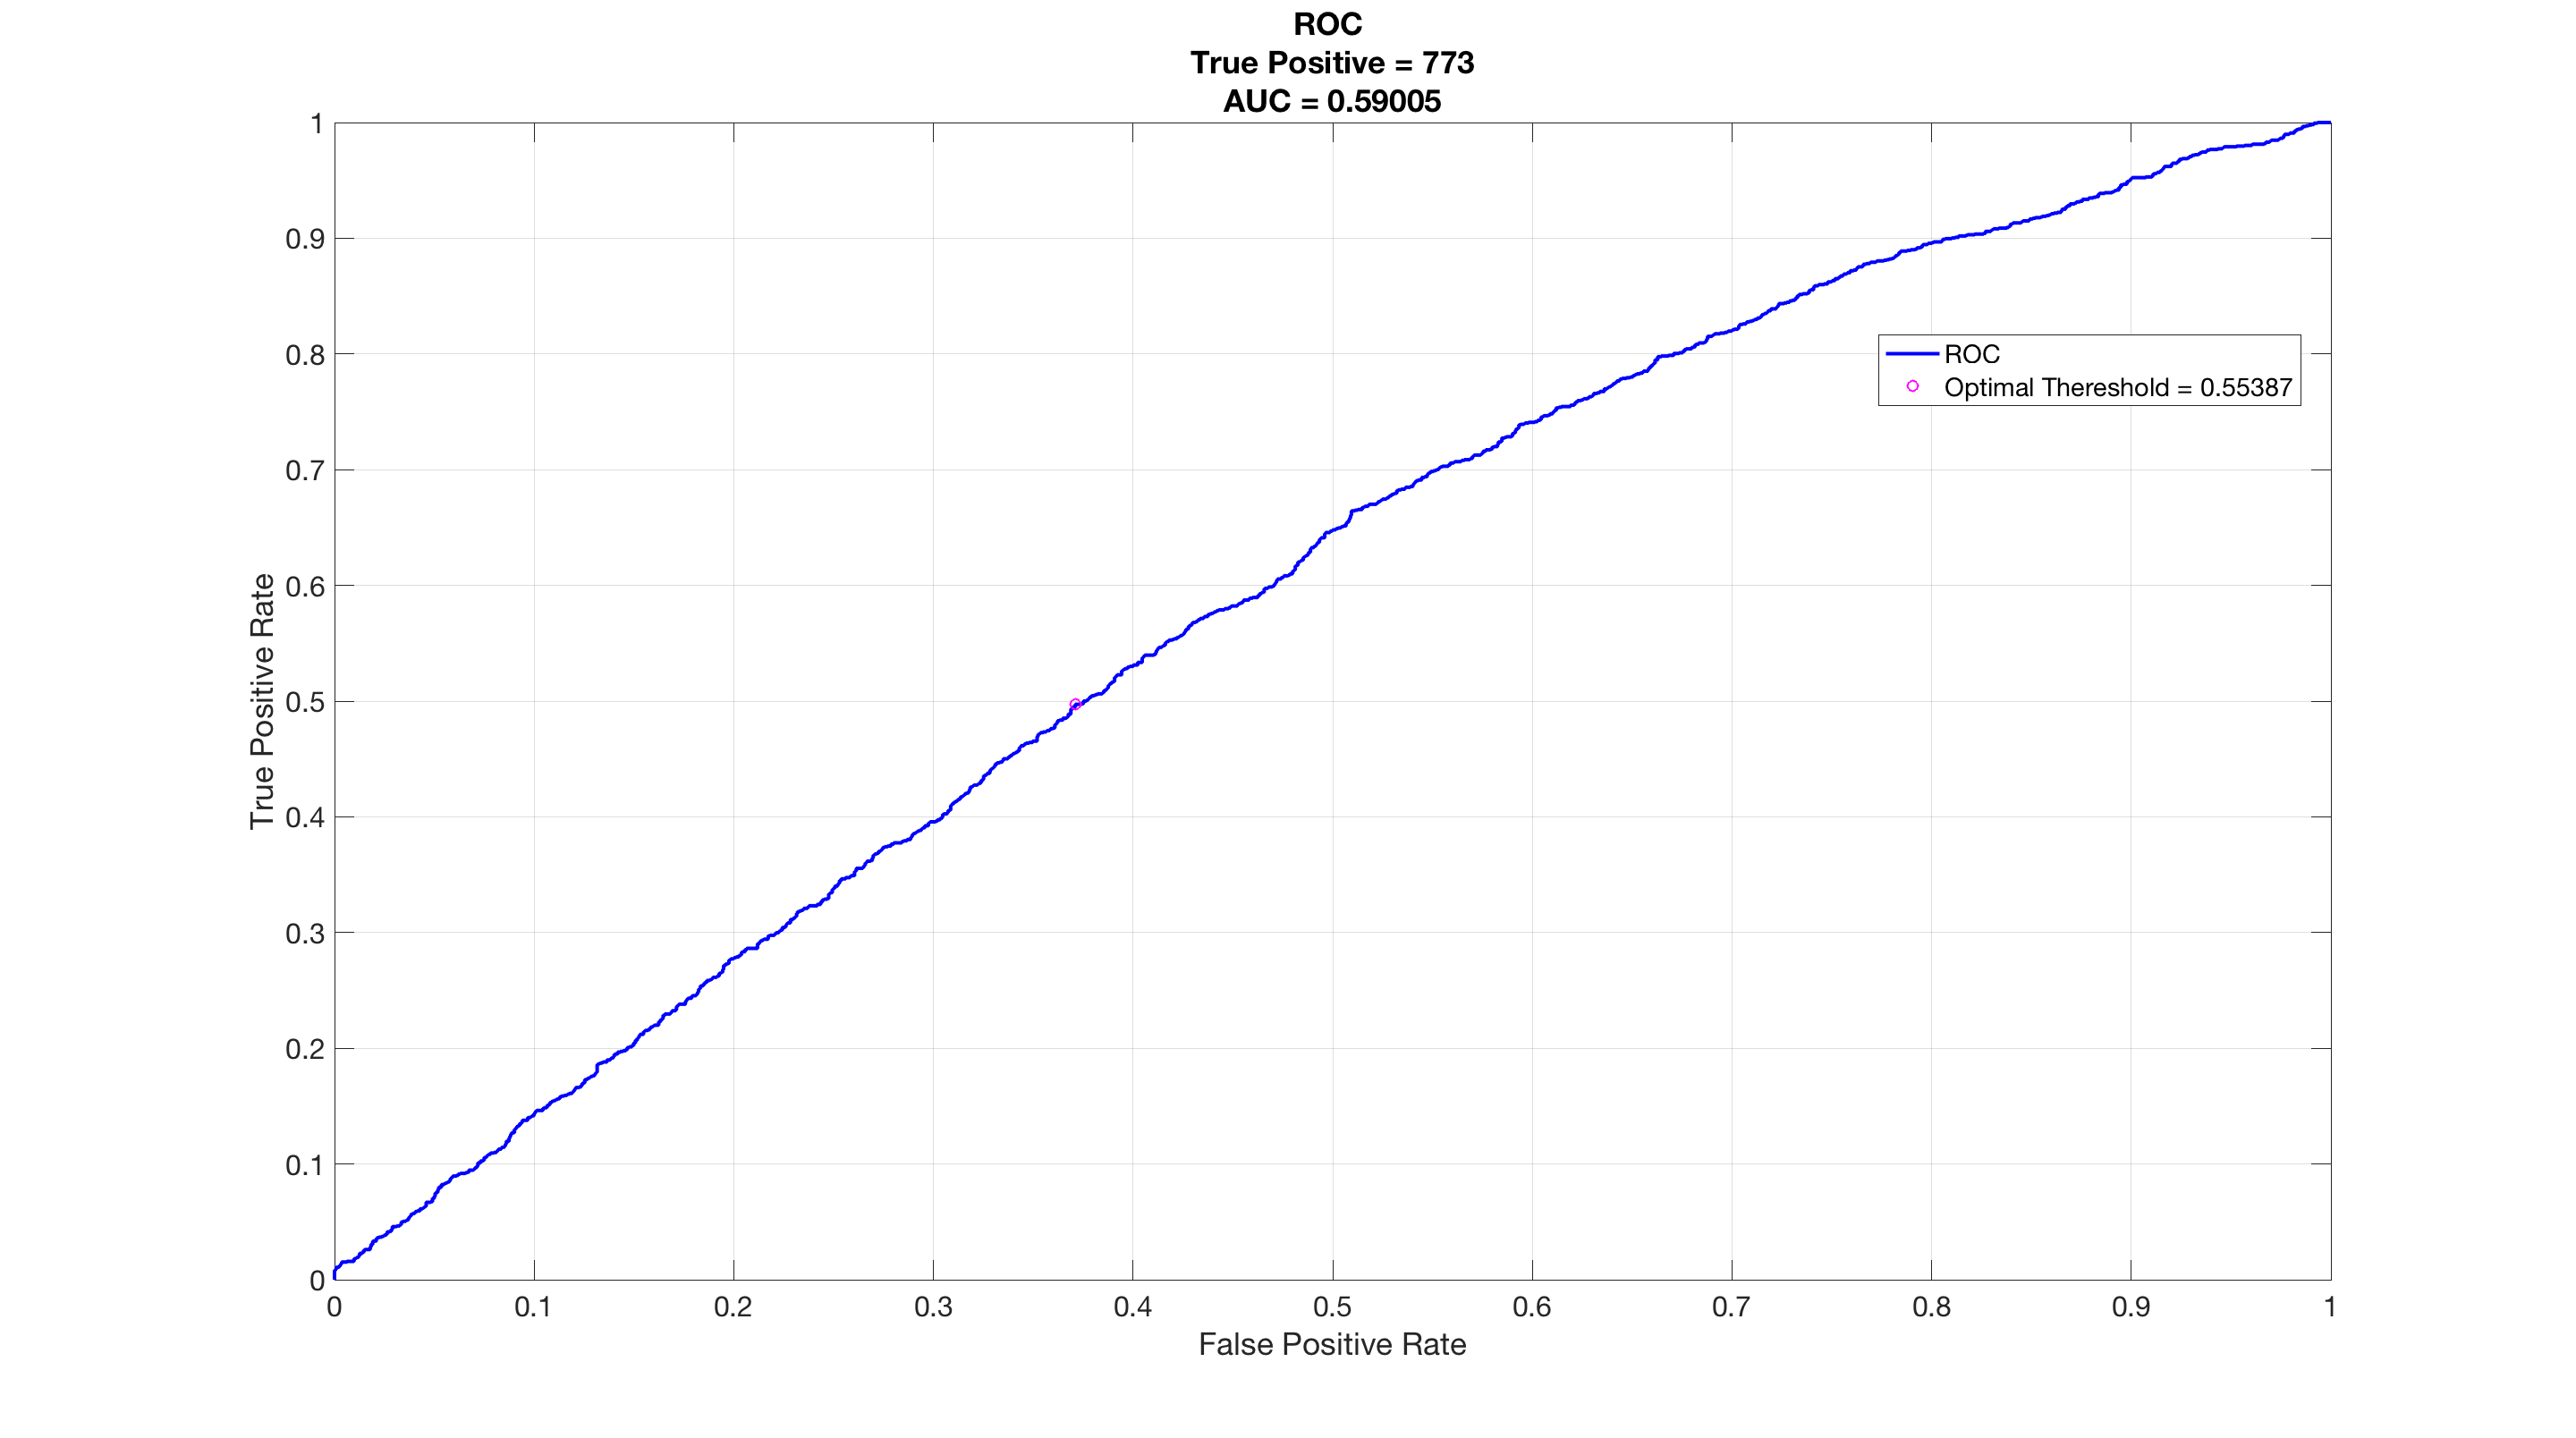 ROC
True Positive = 773
AUC = 0.59005
1
0.9
0.8
0.7
0.6
0.5
0.4
0.3
0.2
0.1
0
True Positive Rate
ROC
Optimal Thereshold = 0.55387
0 0.1 0.2 0.3 0.4 0.5 0.6 0.7 0.8 0.9 1
False Positive Rate